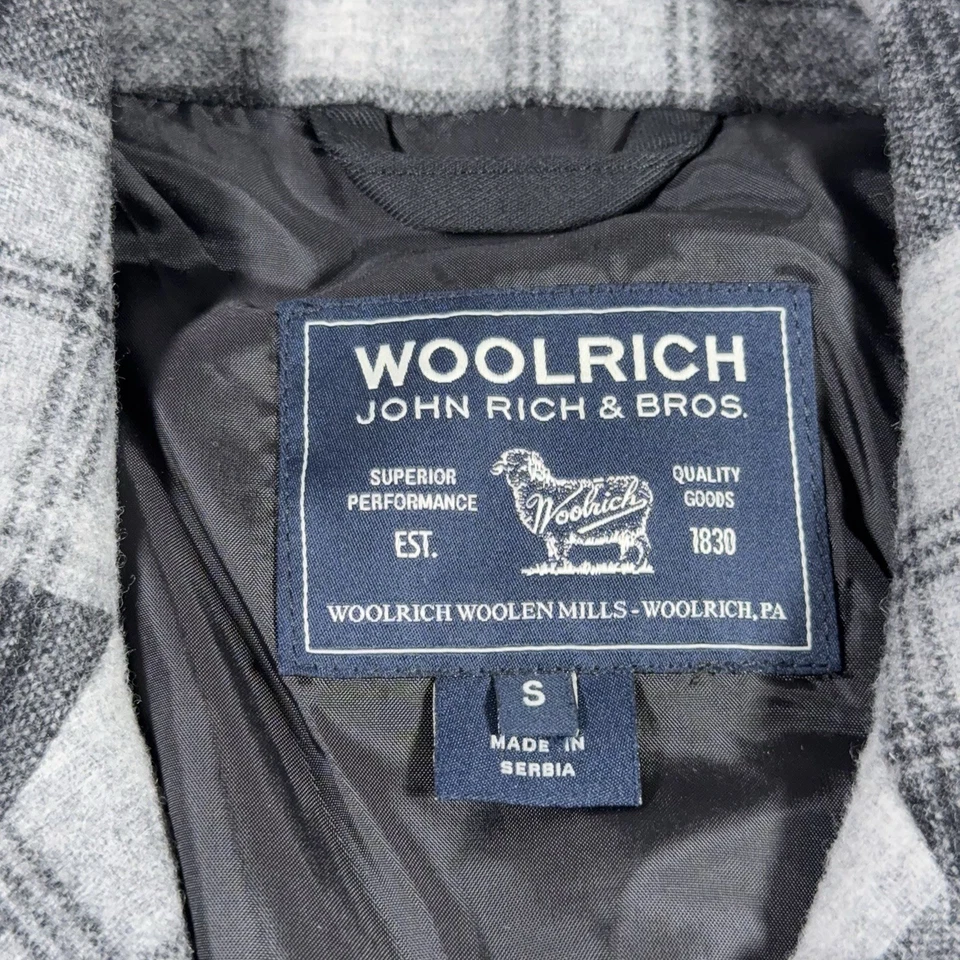 WOOLRICH
JOHN RICH & BROS.
SUPERIOR
PERFORMANCE
EST.
Woolrich
QUALITY
GOODS
1830
WOOLRICH WOOLEN MILLS - WOOLRICH, PA
S
MADE IN
SERBIA